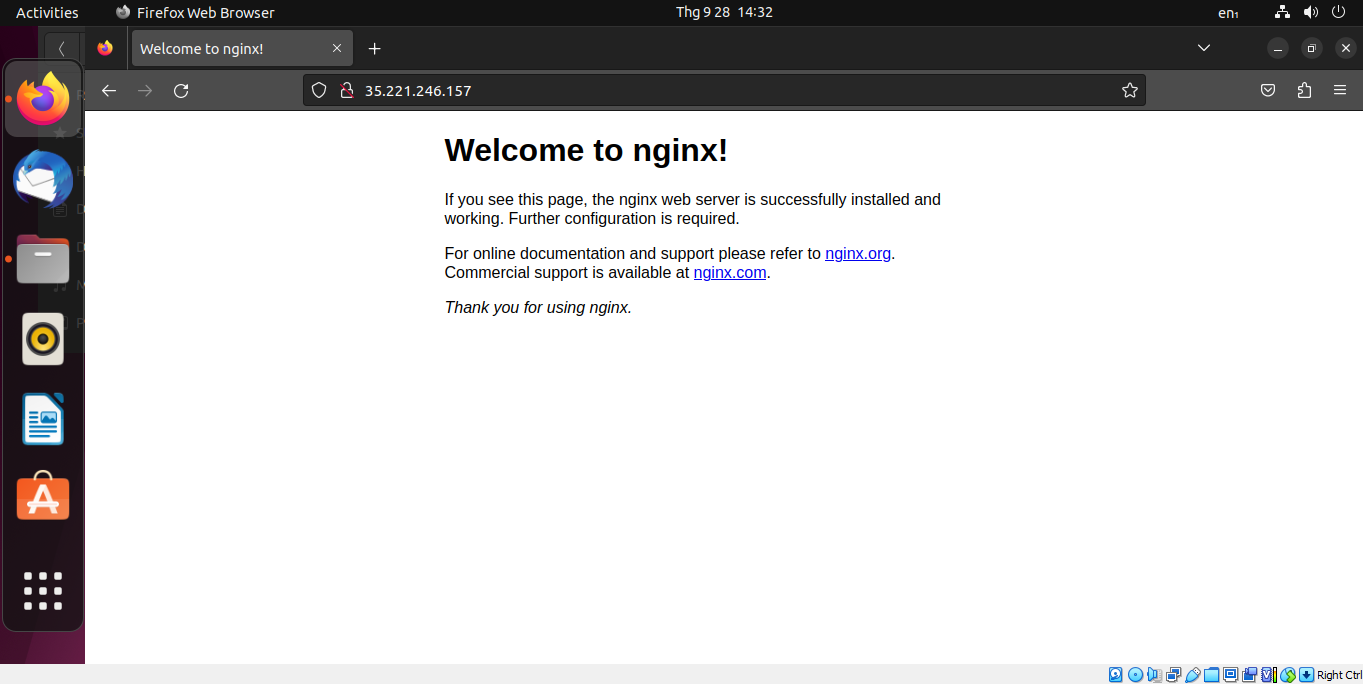 Activities
Firefox Web Browser
Thg 9 28 14:32
en₁
Welcome to nginx!
35.221.246.157
Welcome to nginx!
If you see this page, the nginx web server is successfully installed and
working. Further configuration is required.
For online documentation and support please refer to nginx.org.
Commercial support is available at nginx.com.
Thank you for using nginx.
Right Ctrl